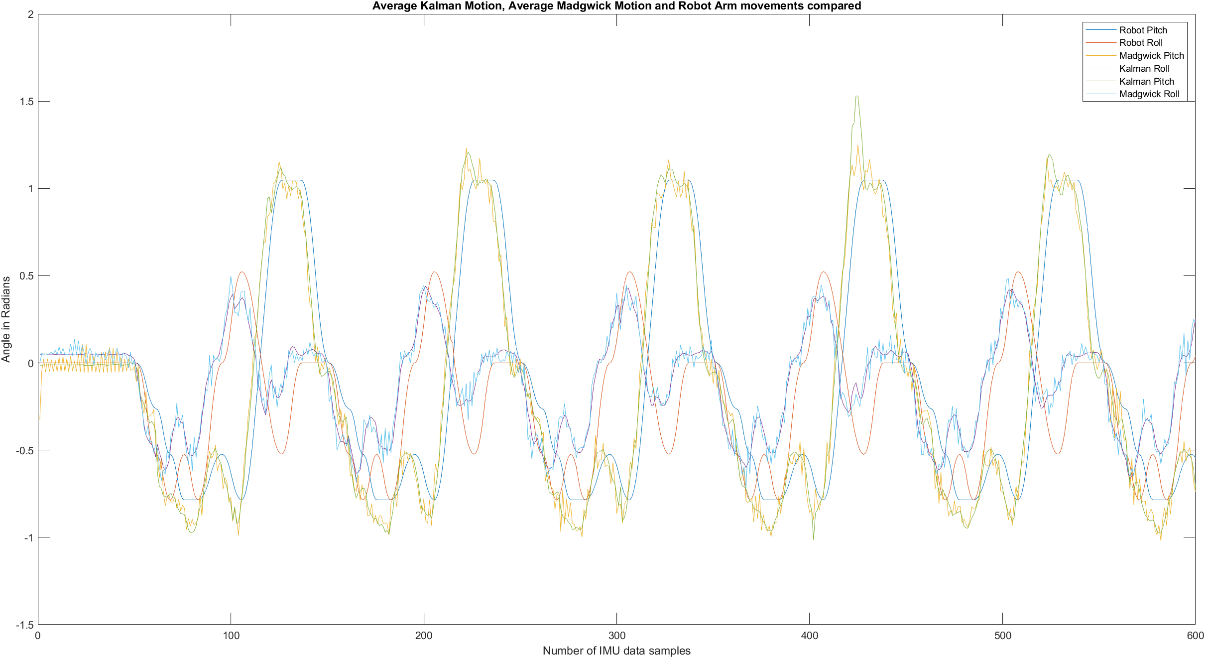 Average Kalman Motion, Average Madgwick Motion and Robot Arm movements compared
2
1.5
1
0.5
0
-0.5
-1
-1.5
Angle in Radians
Robot Pitch
Robot Roll
Madgwick Pitch
Kalman Roll
Kalman Pitch
Madgwick Roll
0
100
200
300
400
500
600
Number of IMU data samples